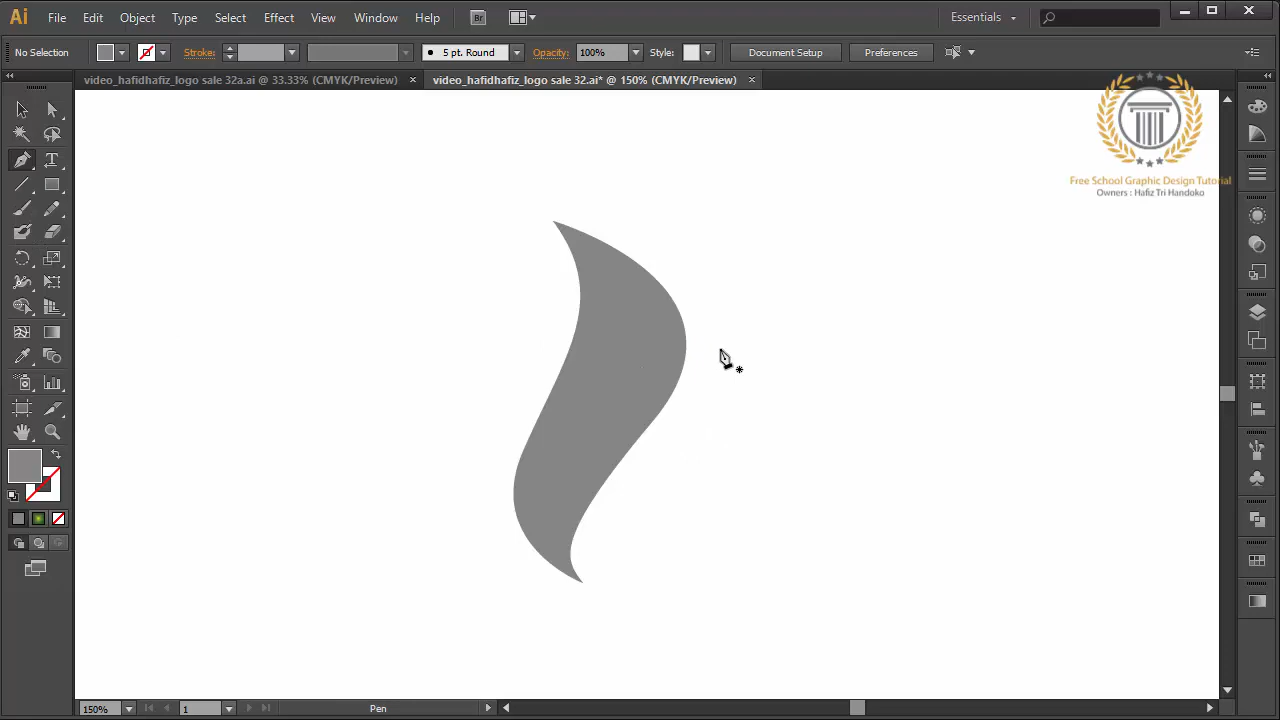 Ai File Edit Object Type Select Effect View Window Help Br Essentials
No Selection Stroke: 5 pt. Round Opacity: 100% Style: Document Setup Preferences
video_hafidhafiz_logo sale 32a.ai @ 33.33% (CMYK/Preview) × video_hafidhafiz_logo sale 32.ai* @ 150% (CMYK/Preview) ×
Free School Graphic Design Tutorial
Owners : Hafiz Tri Handoko
T
150% 1 Pen